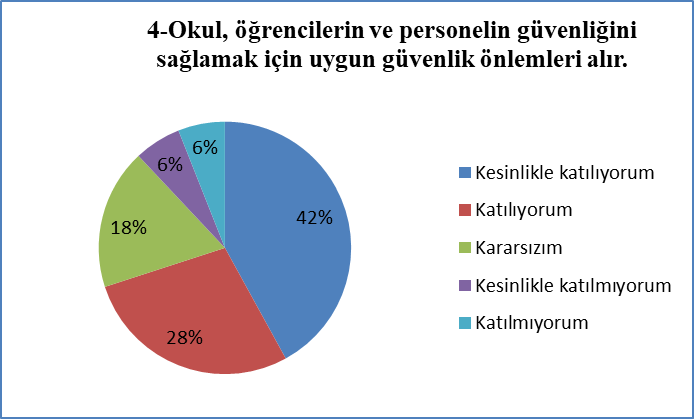 4-Okul, öğrencilerin ve personelin güvenliğini
sağlamak için uygun güvenlik önlemleri alır.
6%
6%
42%
18%
28%
Kesinlikle katılıyorum
Katılıyorum
Kararsızım
Kesinlikle katılmıyorum
Katılmıyorum